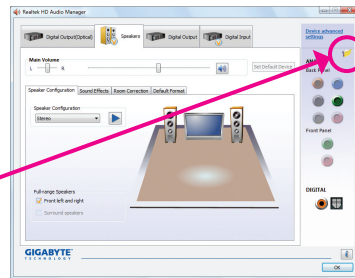 Realtek HD Audio Manager
Digital Output(Optical)
Speakers
Digital Output
Digital Input
Device advanced
settings
Main Volume
L
R
Set Default Device
ANA
Back Panel
Speaker Configuration
Sound Effects
Room Correction
Default Format
Speaker Configuration
Stereo
Front Panel
Full-range Speakers
Front left and right
Surround speakers
DIGITAL
GIGABYTE
TECHNOLOGY
i
OK